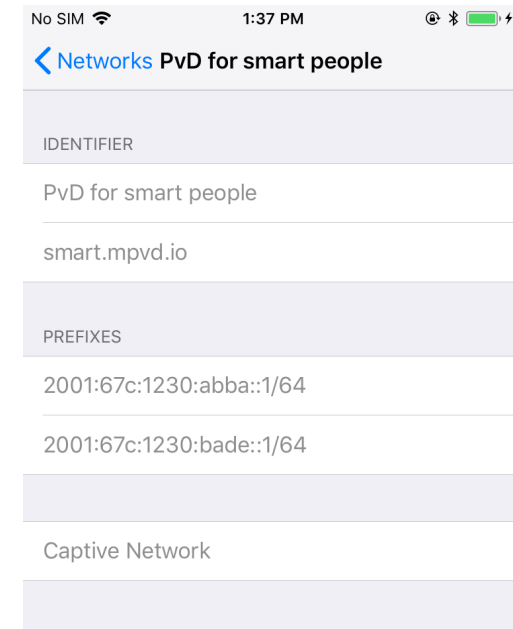 No SIM 1:37 PM
Networks PvD for smart people
IDENTIFIER
PvD for smart people
smart.mpvd.io
PREFIXES
2001:67c:1230:abba::1/64
2001:67c:1230:bade::1/64
Captive Network